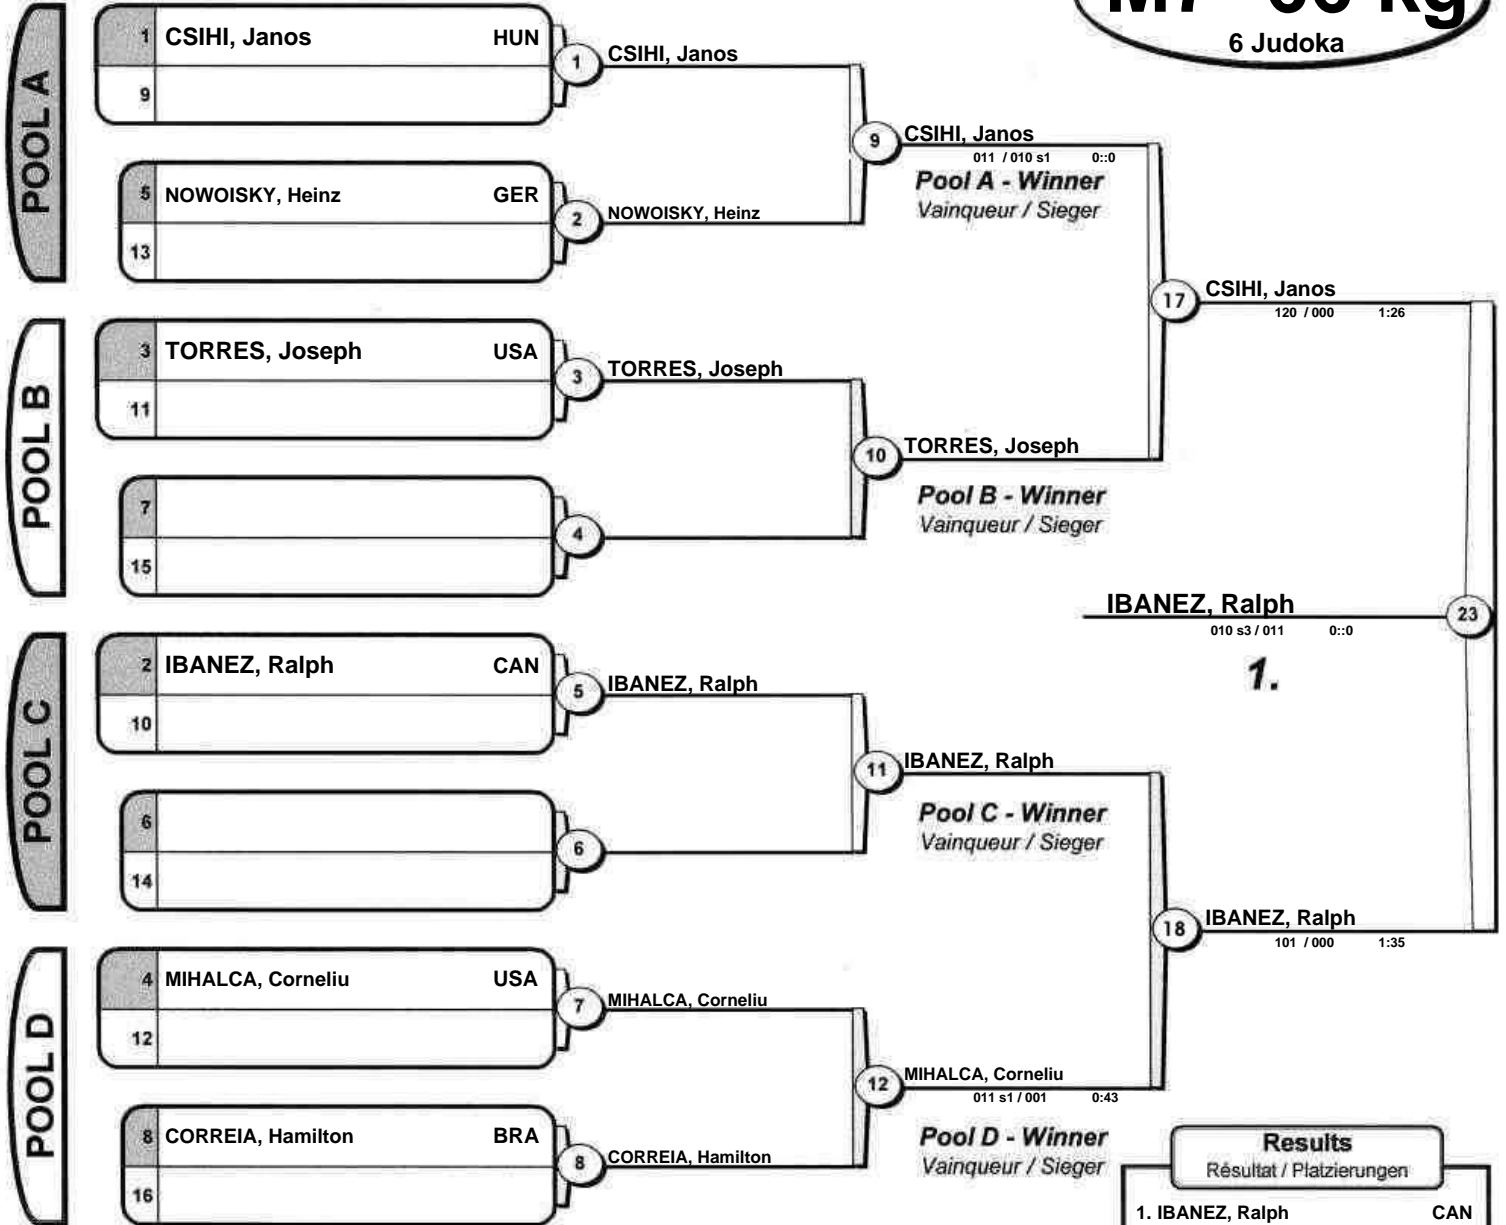 M7 -66 kg
6 Judoka
POOL A
1 CSIHI, Janos HUN
9
1 CSIHI, Janos
5 NOWOISKY, Heinz GER
13
2 NOWOISKY, Heinz
9 CSIHI, Janos
011 / 010 s1 0::0
Pool A - Winner
Vainqueur / Sieger
17 CSIHI, Janos
120 / 000 1:26
POOL B
3 TORRES, Joseph USA
11
3 TORRES, Joseph
7
15
4
10 TORRES, Joseph
Pool B - Winner
Vainqueur / Sieger
IBANEZ, Ralph 23
010 s3 / 011 0::0
1.
POOL C
2 IBANEZ, Ralph CAN
10
5 IBANEZ, Ralph
6
14
6
11 IBANEZ, Ralph
Pool C - Winner
Vainqueur / Sieger
18 IBANEZ, Ralph
101 / 000 1:35
POOL D
4 MIHALCA, Corneliu USA
12
7 MIHALCA, Corneliu
8 CORREIA, Hamilton BRA
16
8 CORREIA, Hamilton
12 MIHALCA, Corneliu
011 s1 / 001 0:43
Pool D - Winner
Vainqueur / Sieger
Results
Résultat / Platzierungen
1. IBANEZ, Ralph CAN